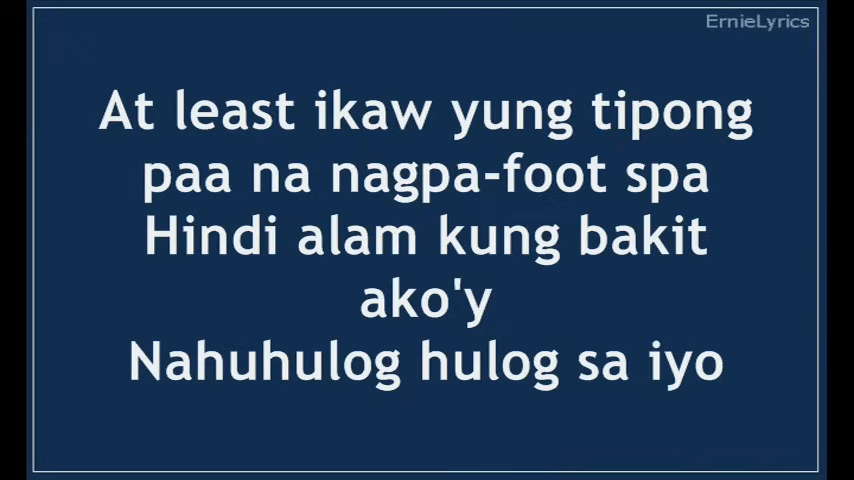 ErnieLyrics
At least ikaw yung tipong
paa na nagpa-foot spa
Hindi alam kung bakit
ako'y
Nahuhulog hulog sa iyo